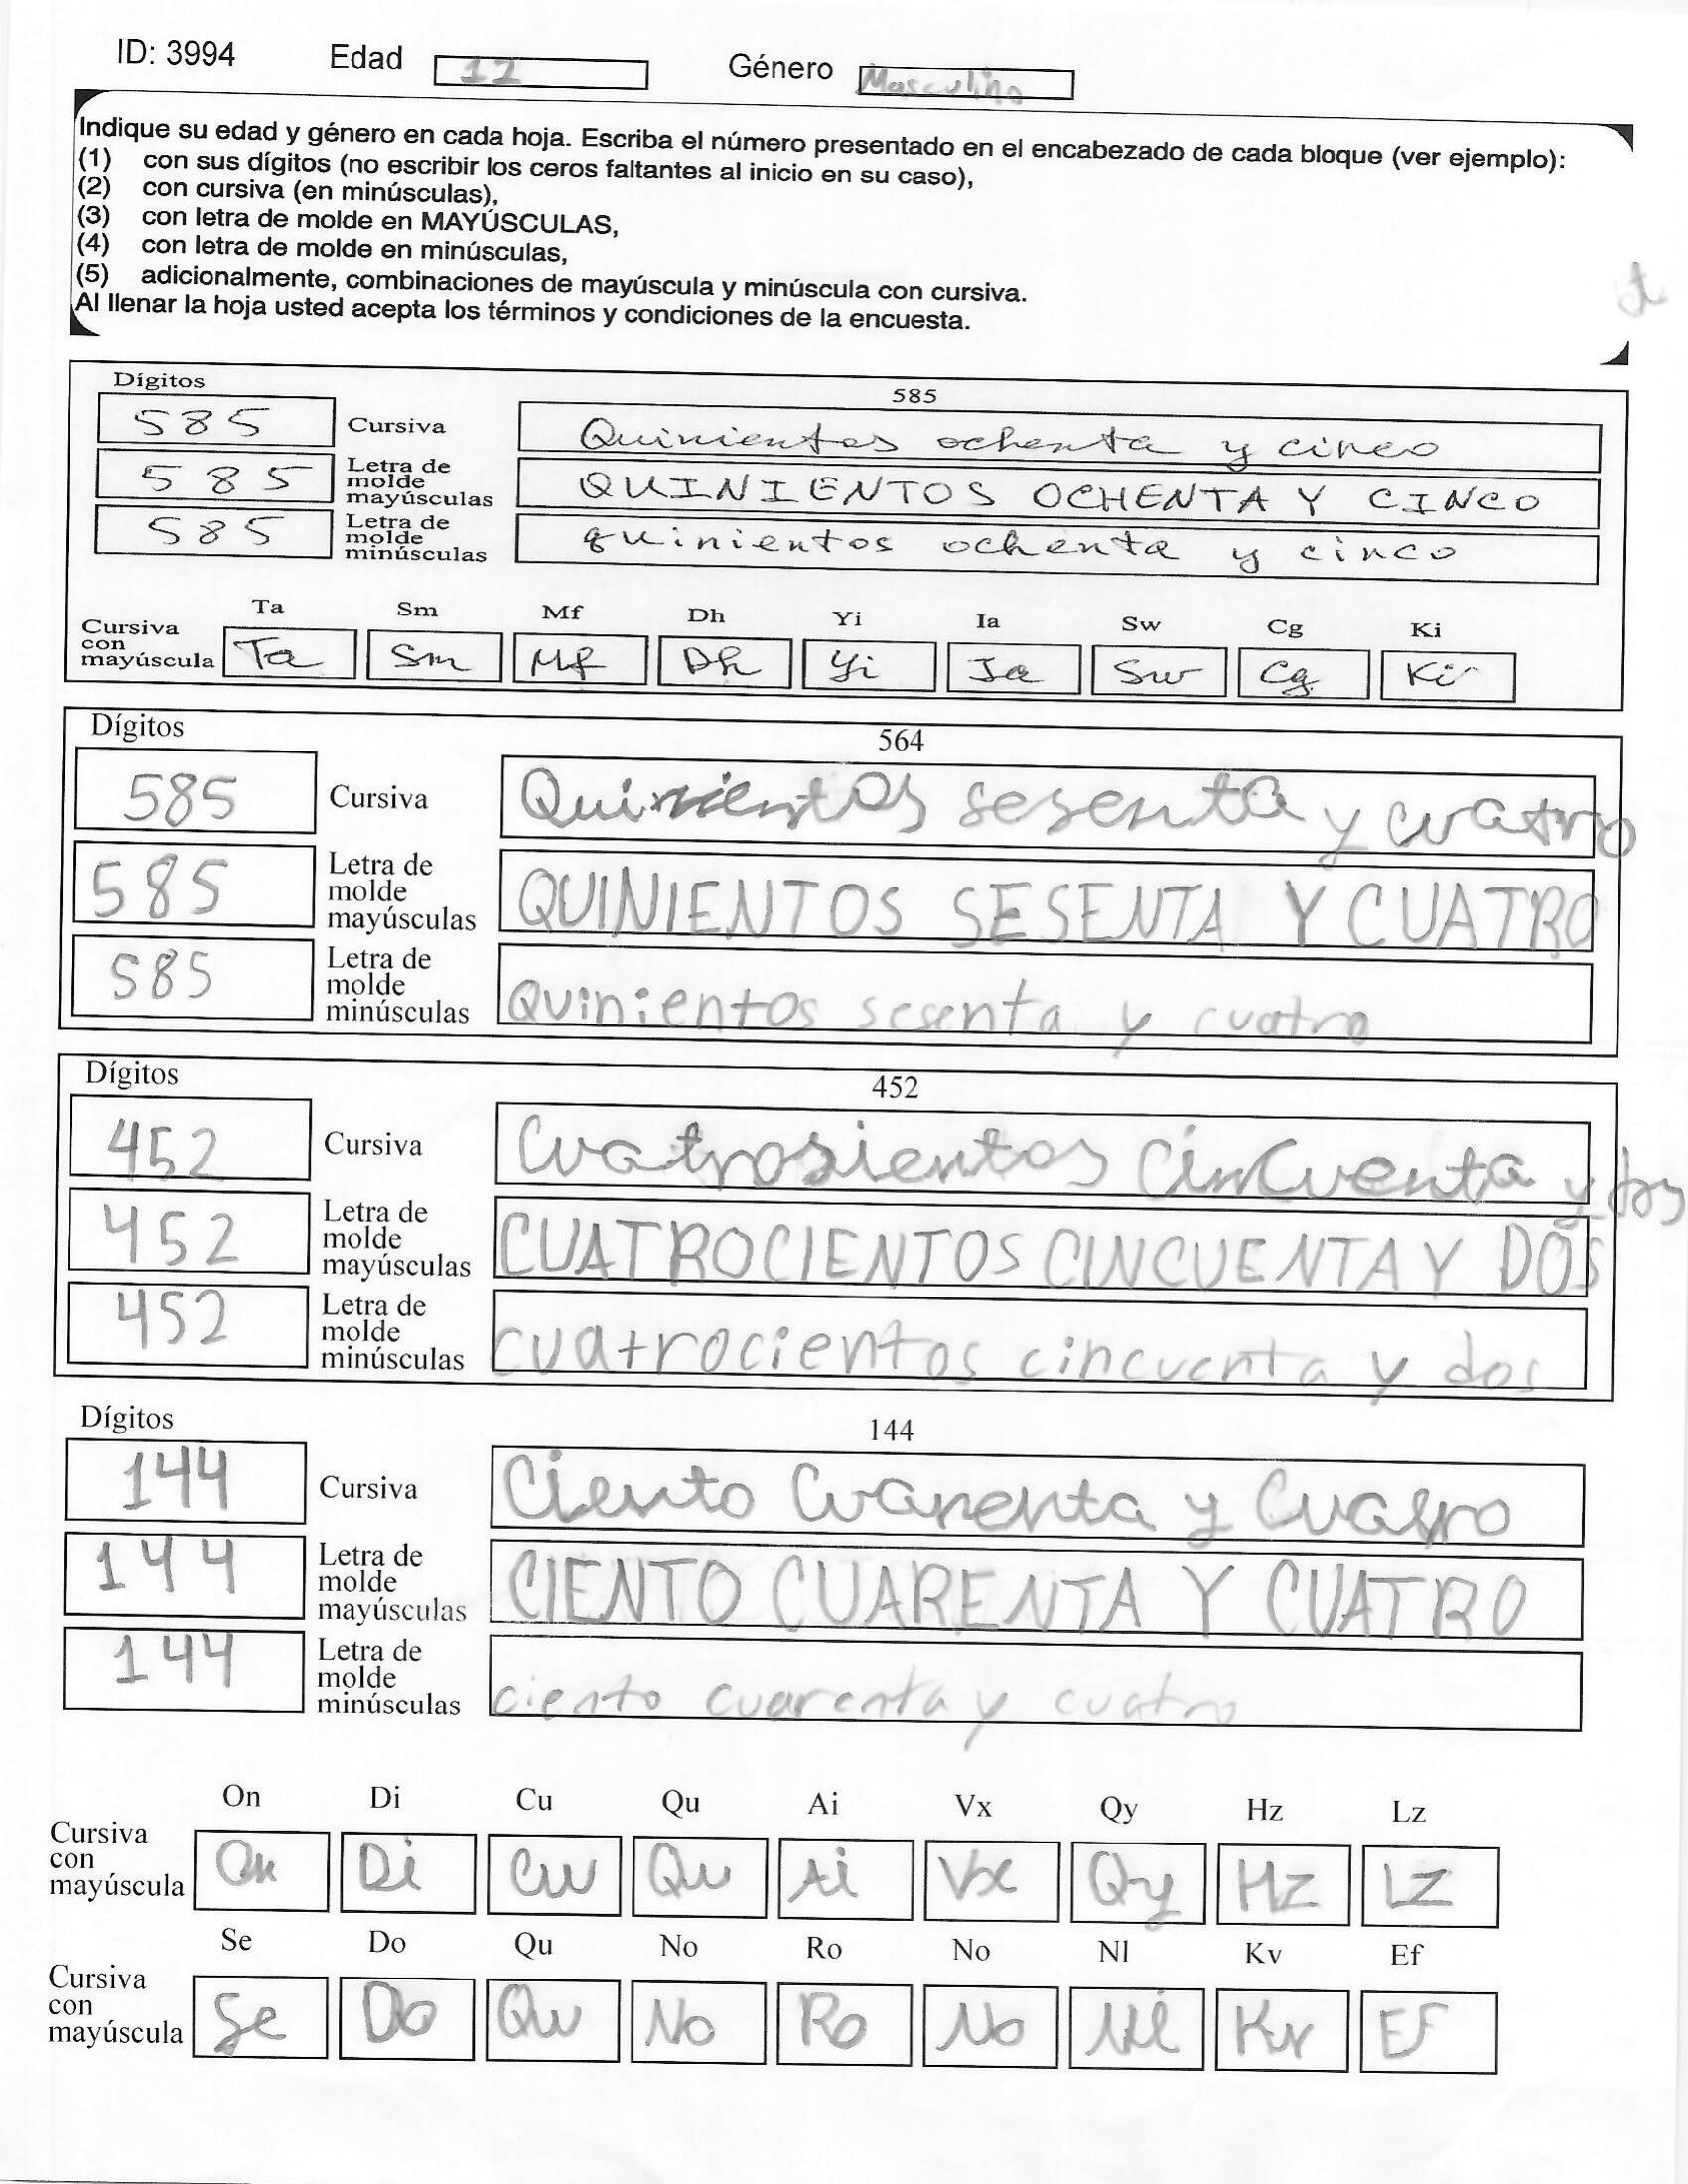 ID: 3994 Edad 12 Género Masculino
Indique su edad y género en cada hoja. Escriba el número presentado en el encabezado de cada bloque (ver ejemplo):
(1) con sus dígitos (no escribir los ceros faltantes al inicio en su caso),
(2) con cursiva (en minúsculas),
(3) con letra de molde en MAYÚSCULAS,
(4) con letra de molde en minúsculas,
(5) adicionalmente, combinaciones de mayúscula y minúscula con cursiva.
Al llenar la hoja usted acepta los términos y condiciones de la encuesta.
Dígitos 585
585 Cursiva Quinientos ochenta y cinco
585 Letra de molde mayúsculas QUINIENTOS OCHENTA Y CINCO
585 Letra de molde minúsculas quinientos ochenta y cinco
Ta Sm Mf Dh Yi Ia Sw Cg Ki
Cursiva con mayúscula Ta Sm Mf Dh Yi Ia Sw Cg Ki
Dígitos 564
585 Cursiva Quinientos sesenta y cuatro
585 Letra de molde mayúsculas QUINIENTOS SESENTA Y CUATRO
585 Letra de molde minúsculas Quinientos sesenta y cuatro
Dígitos 452
452 Cursiva Cuatrosientos Cincuenta y dos
452 Letra de molde mayúsculas CUATROCIENTOS CINCUENTA Y DOS
452 Letra de molde minúsculas cuatrocientos cincuenta y dos
Dígitos 144
144 Cursiva Ciento Cuarenta y Cuatro
144 Letra de molde mayúsculas CIENTO CUARENTA Y CUATRO
144 Letra de molde minúsculas ciento cuarenta y cuatro
On Di Cu Qu Ai Vx Qy Hz Lz
Cursiva con mayúscula On Di Cu Qu Ai Vx Qy Hz Lz
Se Do Qu No Ro No Nl Kv Ef
Cursiva con mayúscula Se Do Qu No Ro No Nl Kv EF